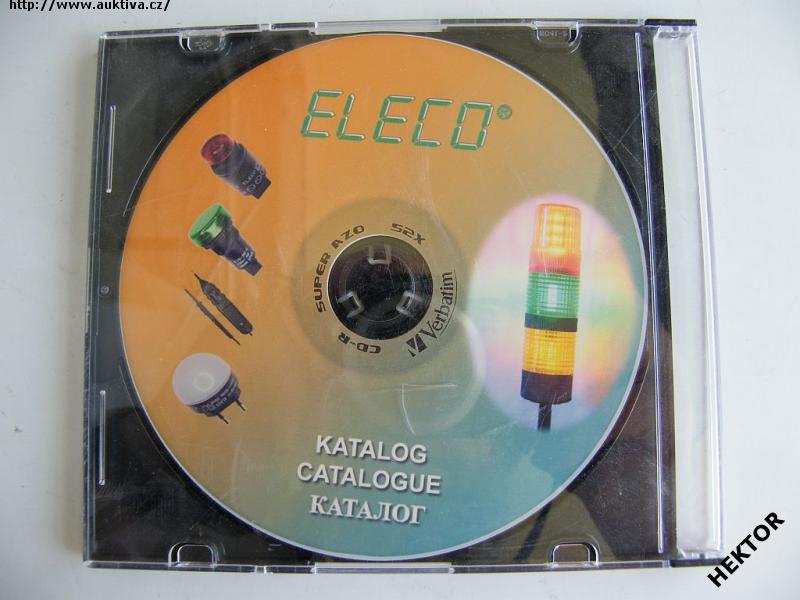 http://www.auktiva.cz/
ELECO®
SUPER AZO 52X
CD-R Verbatim
KATALOG
CATALOGUE
КАТАЛОГ
HEKTOR